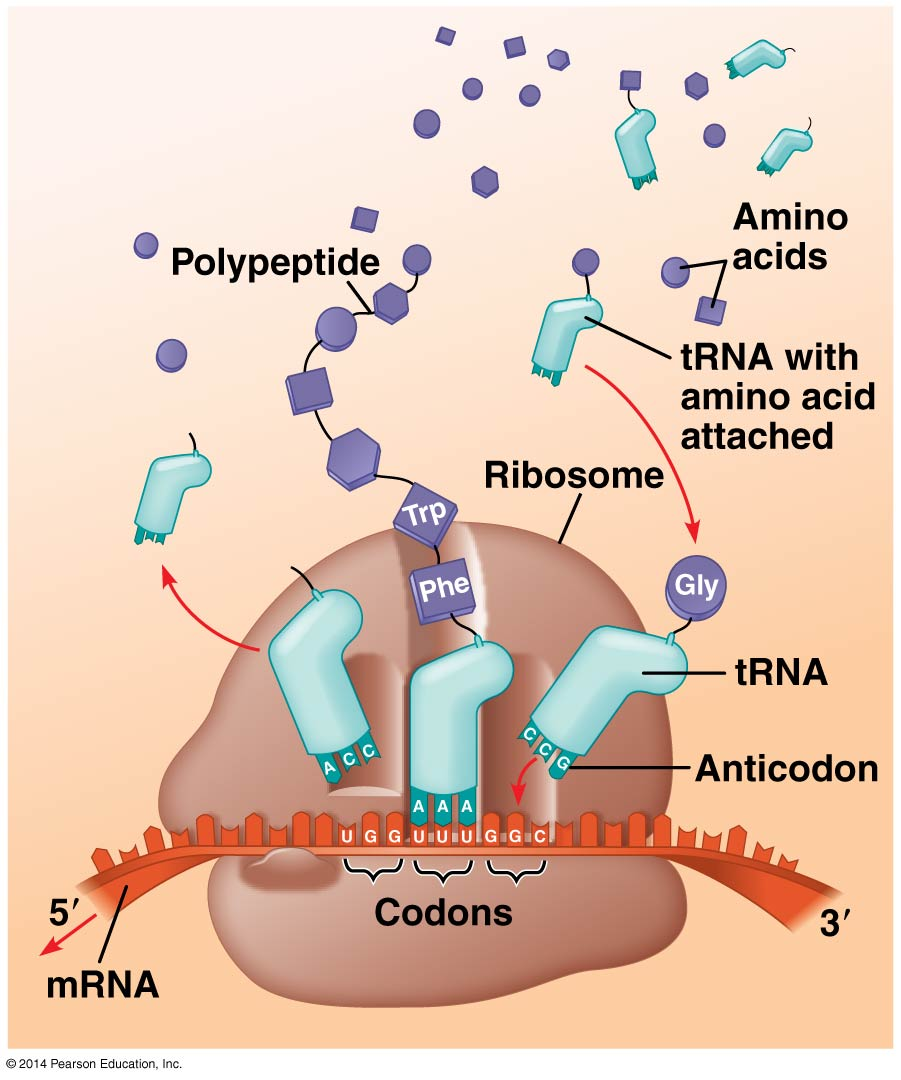 Amino
acids
Polypeptide
tRNA with
amino acid
attached
Ribosome
Trp
Phe
Gly
tRNA
C C G
Anticodon
A C C
A A A
U G G U U U G G C
Codons
5′
3′
mRNA
© 2014 Pearson Education, Inc.